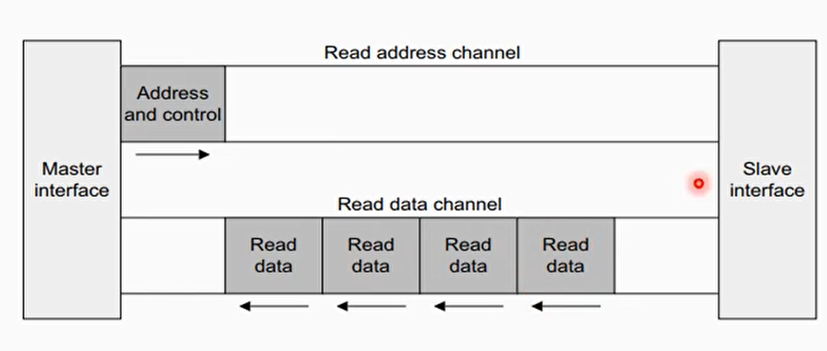 Read address channel
Address
and control
Master
interface
Slave
interface
Read data channel
Read
data
Read
data
Read
data
Read
data